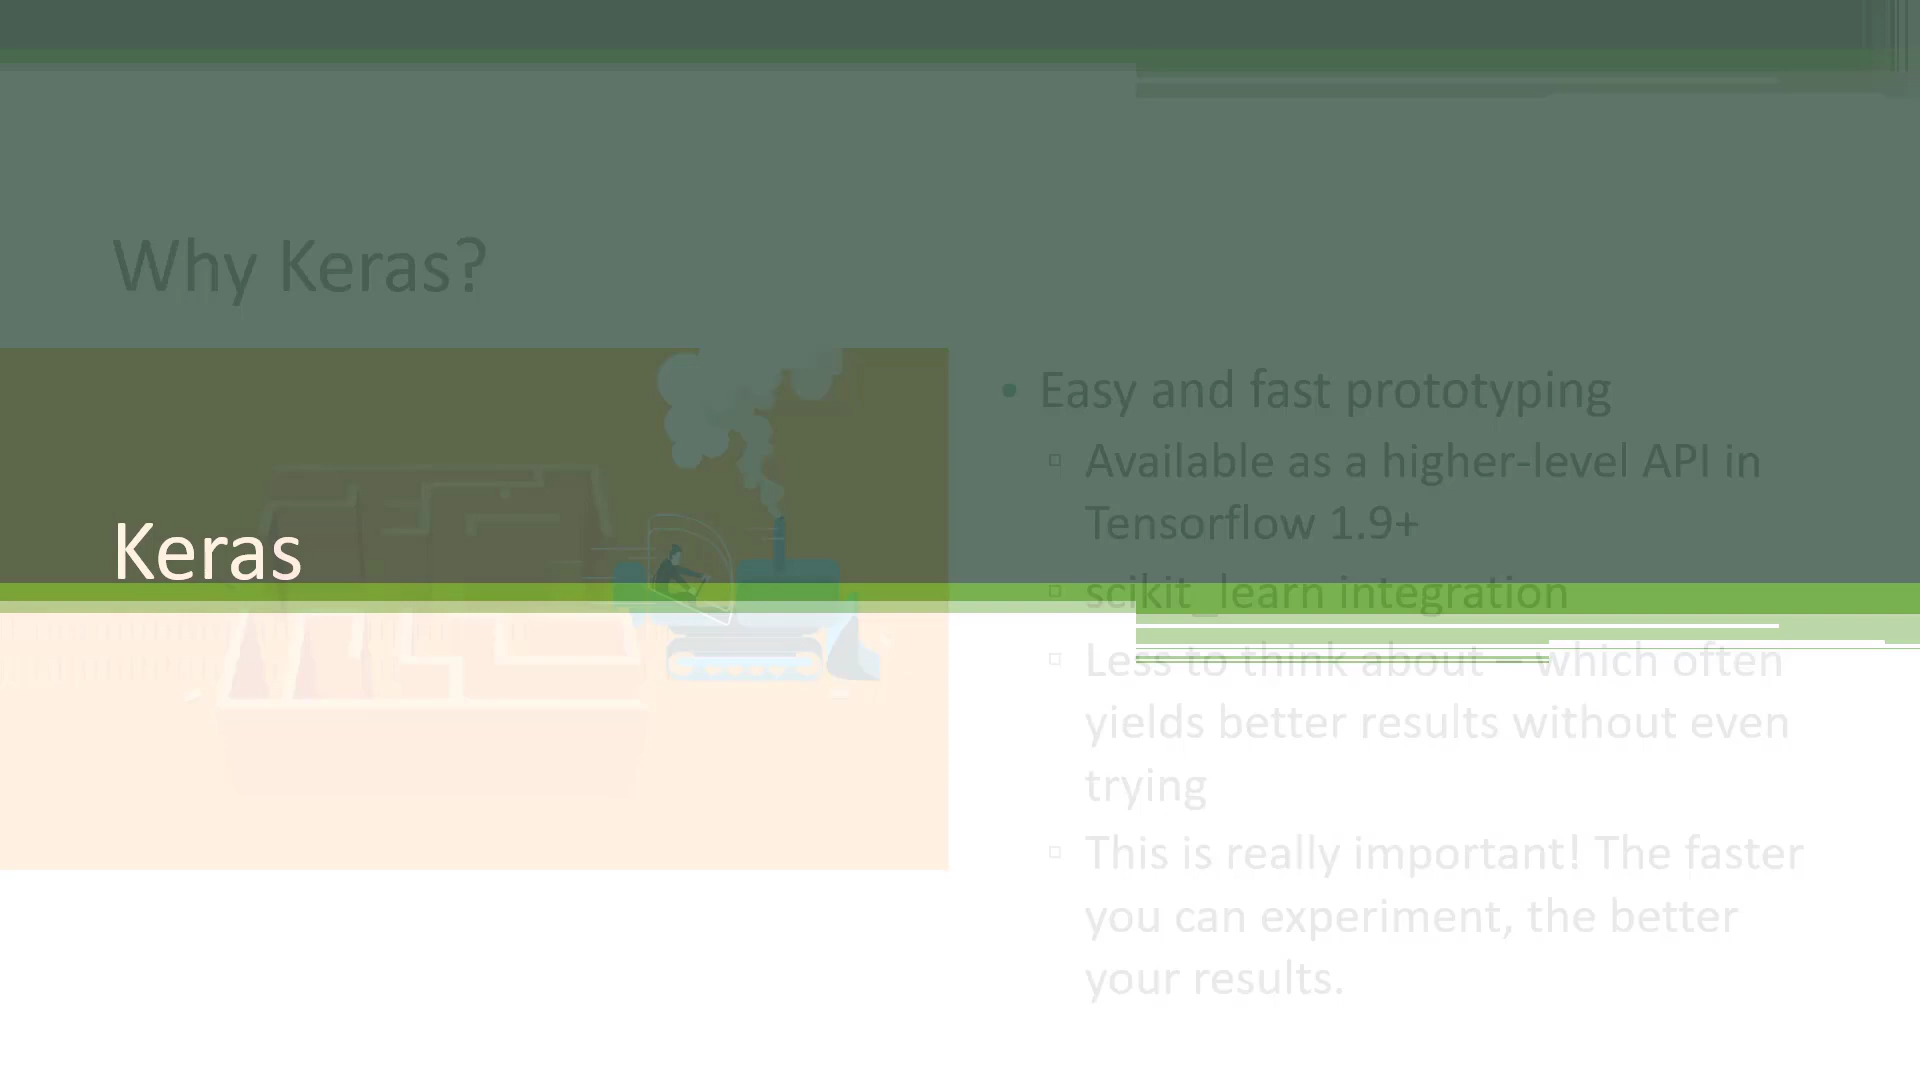 Why Keras?
Keras
• Easy and fast prototyping
▫ Available as a higher-level API in
Tensorflow 1.9+
▫ scikit_learn integration
▫ Less to think about – which often
yields better results without even
trying
▫ This is really important! The faster
you can experiment, the better
your results.